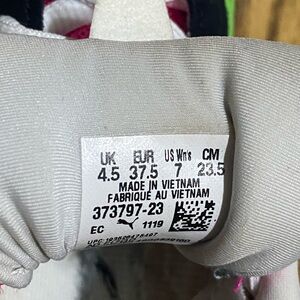 UK EUR US Wn's CM
4.5 37.5 7 23.5
MADE IN VIETNAM
FABRIQUÉ AU VIETNAM
373797-23
EC 1119